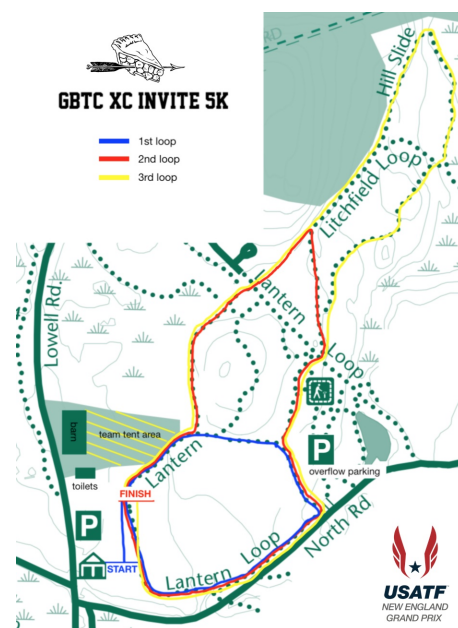 GBTC XC INVITE 5K
1st loop
2nd loop
3rd loop
RD
Hill Slide
Litchfield Loop
Lantern
Loop
Lowell Rd
barn
team tent area
Lantern
toilets
FINISH
P
overflow parking
P
START
Lantern Loop
North Rd
USATF
NEW ENGLAND
GRAND PRIX